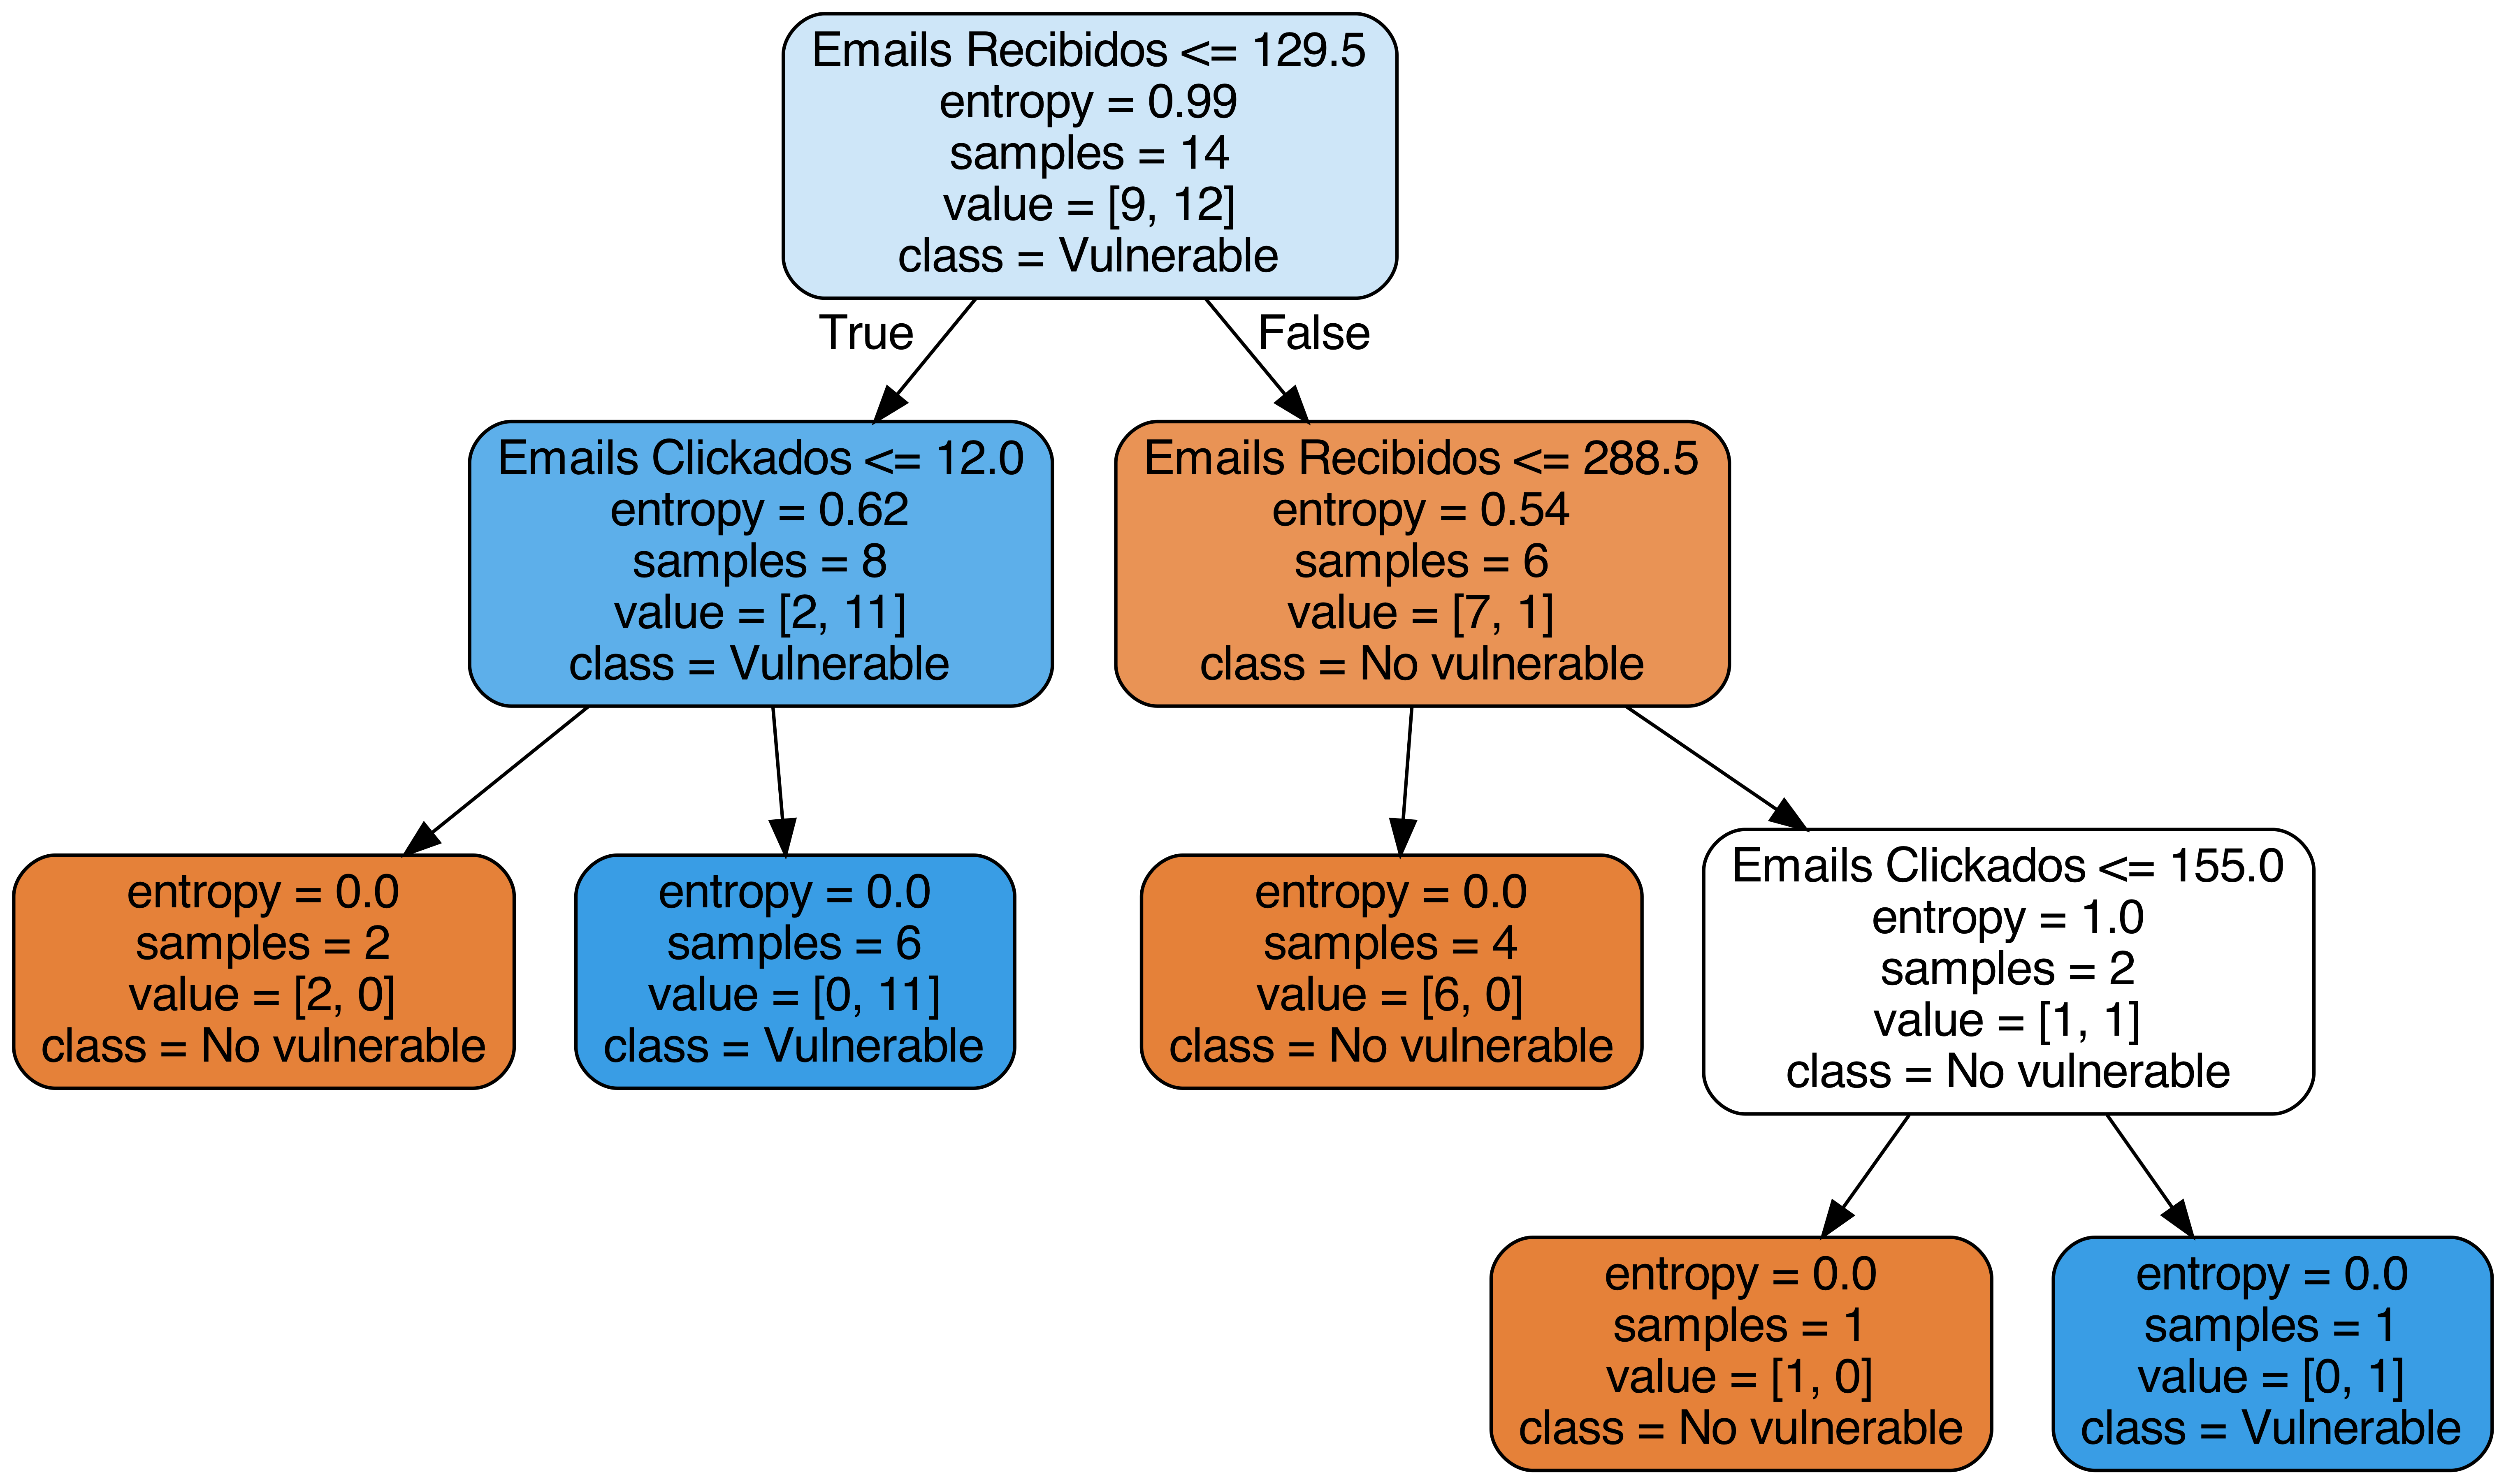 Emails Recibidos <= 129.5
entropy = 0.99
samples = 14
value = [9, 12]
class = Vulnerable
True
False
Emails Clickados <= 12.0
entropy = 0.62
samples = 8
value = [2, 11]
class = Vulnerable
Emails Recibidos <= 288.5
entropy = 0.54
samples = 6
value = [7, 1]
class = No vulnerable
entropy = 0.0
samples = 2
value = [2, 0]
class = No vulnerable
entropy = 0.0
samples = 6
value = [0, 11]
class = Vulnerable
entropy = 0.0
samples = 4
value = [6, 0]
class = No vulnerable
Emails Clickados <= 155.0
entropy = 1.0
samples = 2
value = [1, 1]
class = No vulnerable
entropy = 0.0
samples = 1
value = [1, 0]
class = No vulnerable
entropy = 0.0
samples = 1
value = [0, 1]
class = Vulnerable